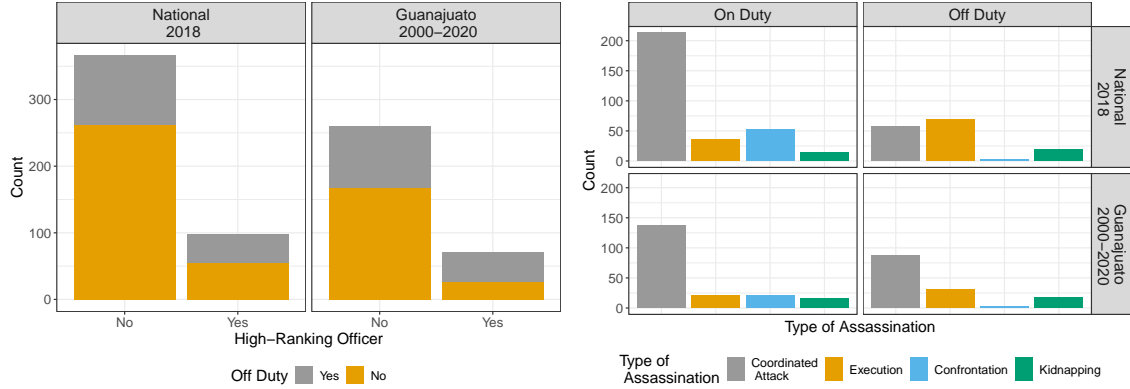 National
2018
Guanajuato
2000−2020
Count
300
200
100
0
No
Yes
No
Yes
High−Ranking Officer
Off Duty
Yes
No
On Duty
Off Duty
National
2018
Guanajuato
2000−2020
Count
200
150
100
50
0
200
150
100
50
0
Type of Assassination
Type of
Assassination
Coordinated
Attack
Execution
Confrontation
Kidnapping